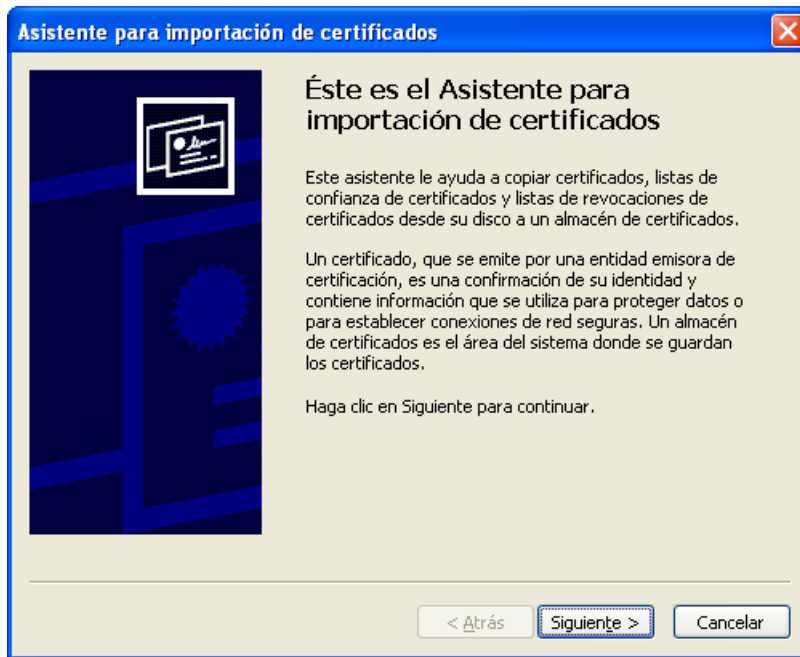 Asistente para importación de certificados
Éste es el Asistente para
importación de certificados
Este asistente le ayuda a copiar certificados, listas de
confianza de certificados y listas de revocaciones de
certificados desde su disco a un almacén de certificados.
Un certificado, que se emite por una entidad emisora de
certificación, es una confirmación de su identidad y
contiene información que se utiliza para proteger datos o
para establecer conexiones de red seguras. Un almacén
de certificados es el área del sistema donde se guardan
los certificados.
Haga clic en Siguiente para continuar.
< Atrás Siguiente > Cancelar